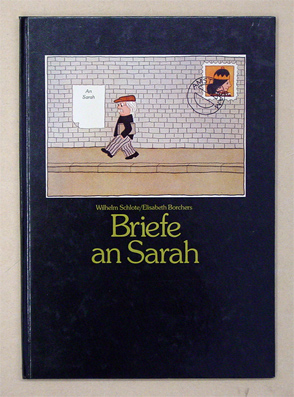 An
Sarah
Wilhelm Schlote/Elisabeth Borchers
Briefe
an Sarah